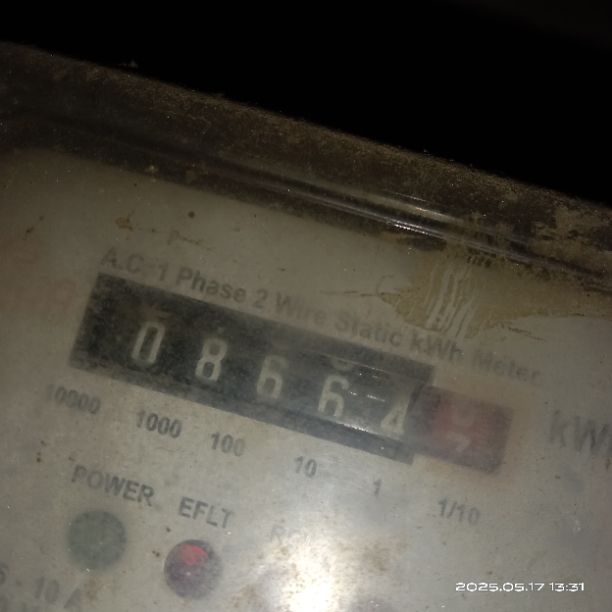 A.C. 1 Phase 2 Wire Static kWh Meter
0 8 6 6 4
kWh
10000 1000 100 10 1 1/10
POWER EFLT
- 10 A
2025.05.17 13:31